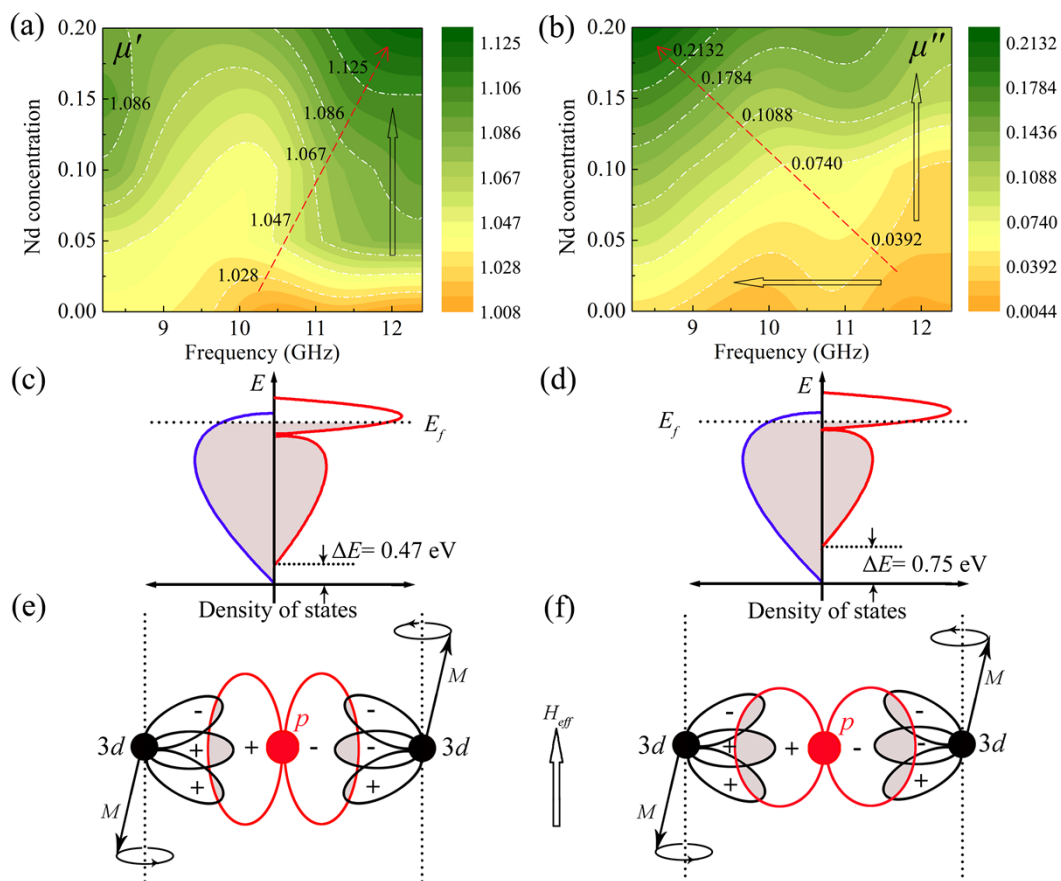 (a)
μ'
0.20
0.15
0.10
0.05
0.00
Nd concentration
1.086
1.125
1.086
1.067
1.047
1.028
9 10 11 12
Frequency (GHz)
1.125
1.106
1.086
1.067
1.047
1.028
1.008
(b)
μ''
0.20
0.15
0.10
0.05
0.00
Nd concentration
0.2132
0.1784
0.1088
0.0740
0.0392
9 10 11 12
Frequency (GHz)
0.2132
0.1784
0.1436
0.1088
0.0740
0.0392
0.0044
(c)
E
E_f
ΔE= 0.47 eV
Density of states
(d)
E
E_f
ΔE= 0.75 eV
Density of states
(e)
M
3d
-
+
+
+
p
-
-
-
+
3d
M
H_eff
(f)
M
3d
-
+
+
+
p
-
-
-
+
3d
M